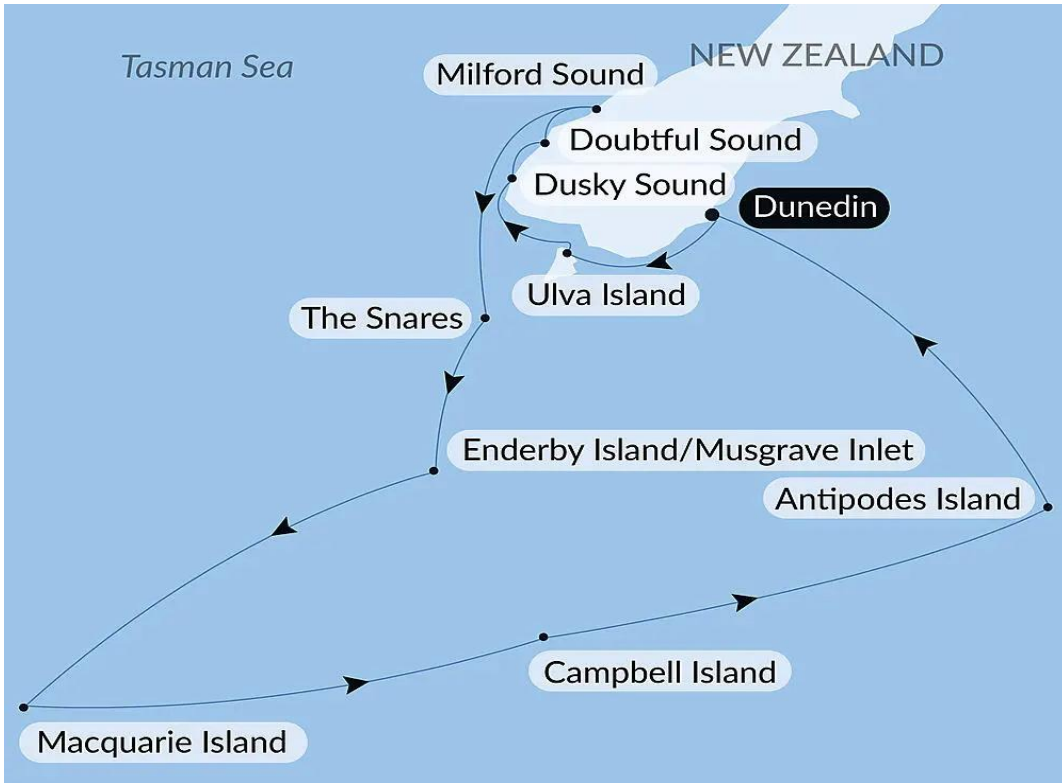 Tasman Sea
NEW ZEALAND
Milford Sound
Doubtful Sound
Dusky Sound
Dunedin
Ulva Island
The Snares
Enderby Island/Musgrave Inlet
Antipodes Island
Campbell Island
Macquarie Island